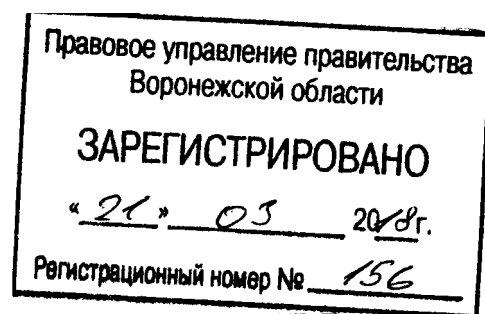 Правовое управление правительства
Воронежской области
ЗАРЕГИСТРИРОВАНО
«21» 03 2018г.
Регистрационный номер № 156